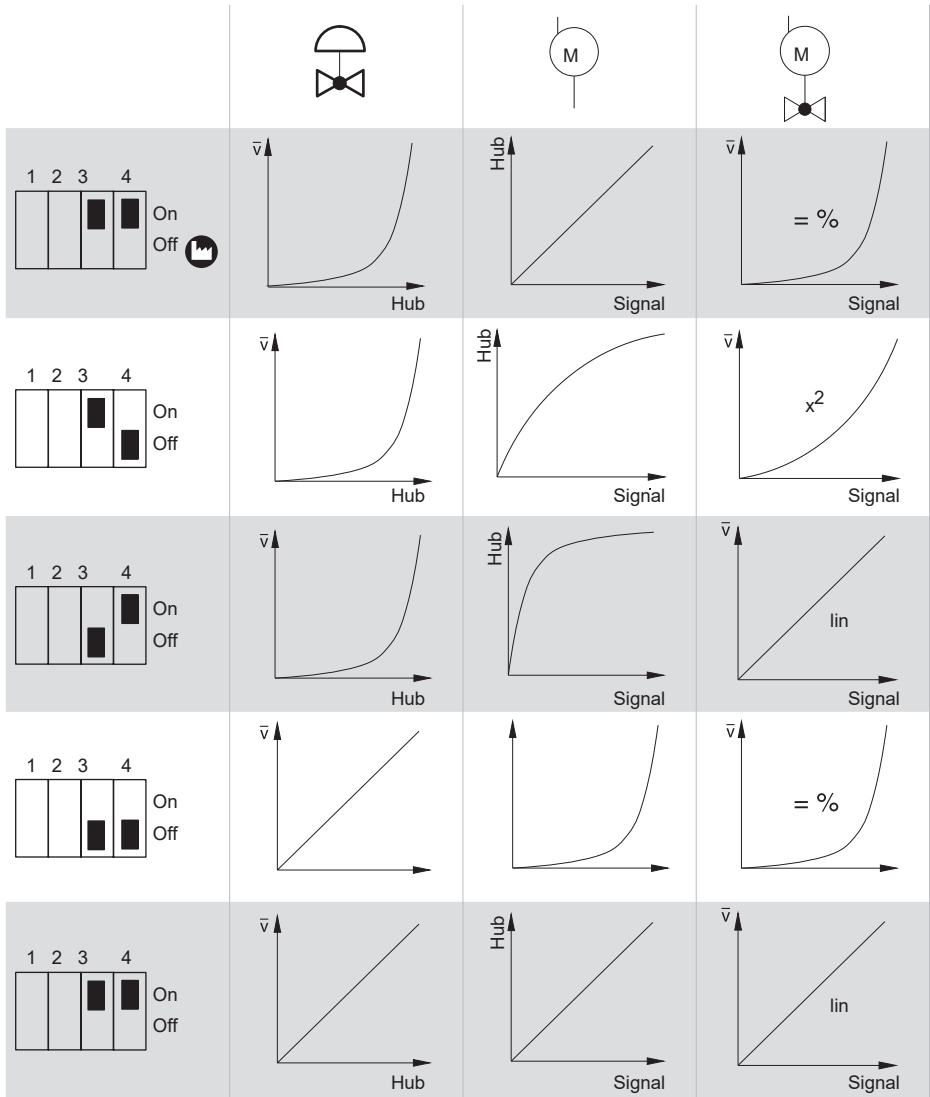 M
M
v̄
Hub
v̄
1 2 3 4
On
= %
Off
Hub
Signal
Signal
v̄
Hub
v̄
1 2 3 4
x²
On
Off
Hub
Signal
Signal
v̄
Hub
v̄
1 2 3 4
On
lin
Off
Hub
Signal
Signal
v̄
v̄
1 2 3 4
On
= %
Off
v̄
Hub
v̄
1 2 3 4
On
lin
Off
Hub
Signal
Signal